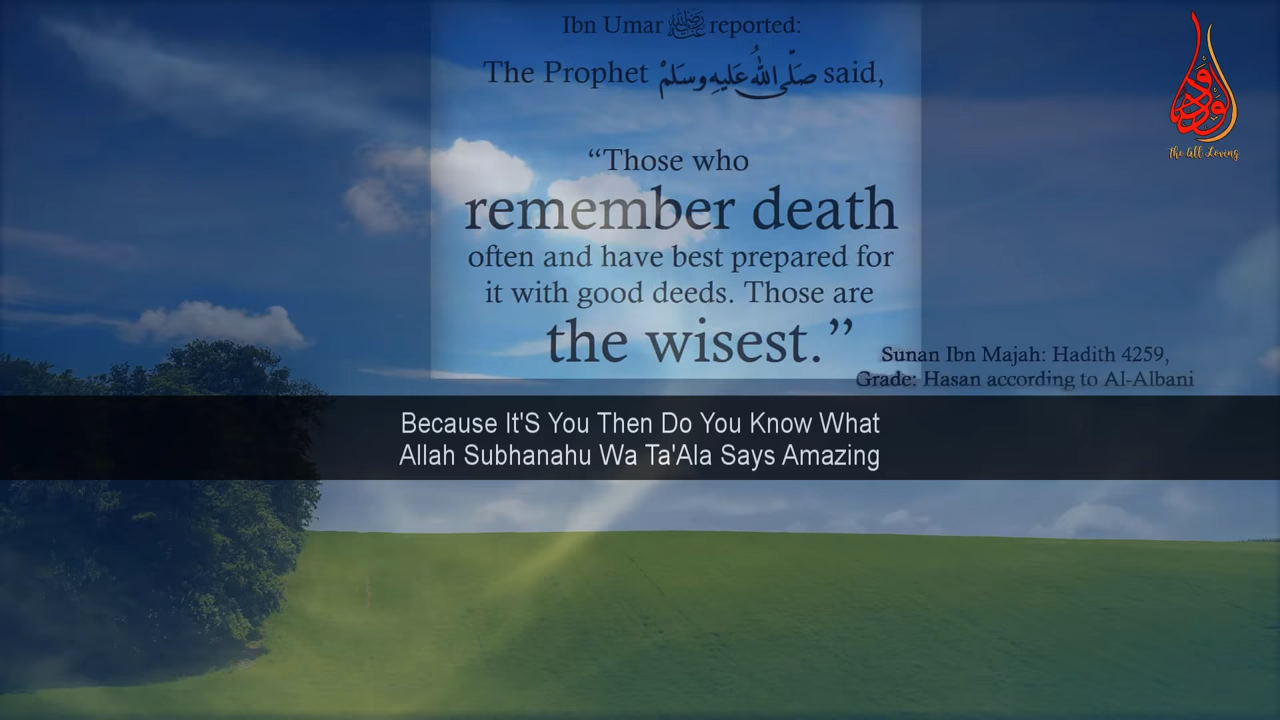 Ibn Umar رضي الله عنه reported:
The Prophet صَلَّى اللهُ عَلَيهِ وسَلَّمْ said,
“Those who
remember death
often and have best prepared for
it with good deeds. Those are
the wisest.”
Sunan Ibn Majah: Hadith 4259,
Grade: Hasan according to Al-Albani
Because It'S You Then Do You Know What
Allah Subhanahu Wa Ta'Ala Says Amazing
The All Loving